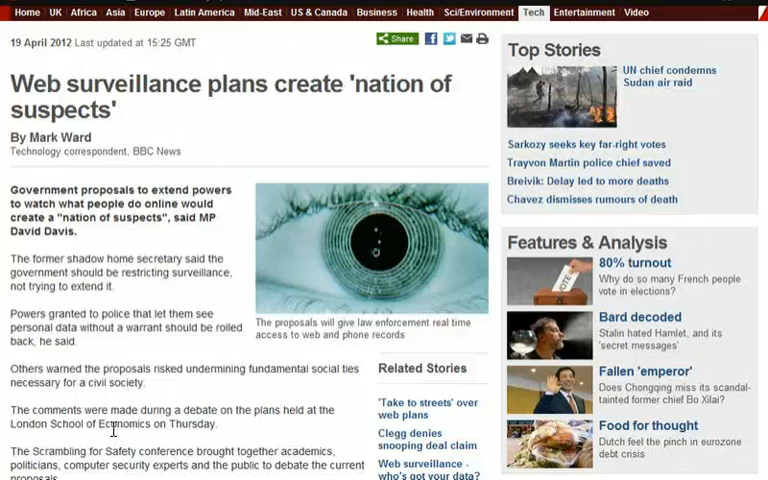 Home UK Africa Asia Europe Latin America Mid-East US & Canada Business Health Sci/Environment Tech Entertainment Video
19 April 2012 Last updated at 15:25 GMT
Share
Web surveillance plans create 'nation of
suspects'
By Mark Ward
Technology correspondent, BBC News
Government proposals to extend powers
to watch what people do online would
create a "nation of suspects", said MP
David Davis.
The former shadow home secretary said the
government should be restricting surveillance,
not trying to extend it.
Powers granted to police that let them see
personal data without a warrant should be rolled
back, he said.
The proposals will give law enforcement real time
access to web and phone records
Others warned the proposals risked undermining fundamental social ties
necessary for a civil society.
The comments were made during a debate on the plans held at the
London School of Economics on Thursday.
The Scrambling for Safety conference brought together academics,
politicians, computer security experts and the public to debate the current
proposals.
Related Stories
'Take to streets' over
web plans
Clegg denies
snooping deal claim
Web surveillance -
who's got your data?
Top Stories
UN chief condemns
Sudan air raid
Sarkozy seeks key far-right votes
Trayvon Martin police chief saved
Breivik: Delay led to more deaths
Chavez dismisses rumours of death
Features & Analysis
VOTE
80% turnout
Why do so many French people
vote in elections?
Bard decoded
Stalin hated Hamlet, and its
'secret messages'
Fallen 'emperor'
Does Chongqing miss its scandal-
tainted former chief Bo Xilai?
Food for thought
Dutch feel the pinch in eurozone
debt crisis